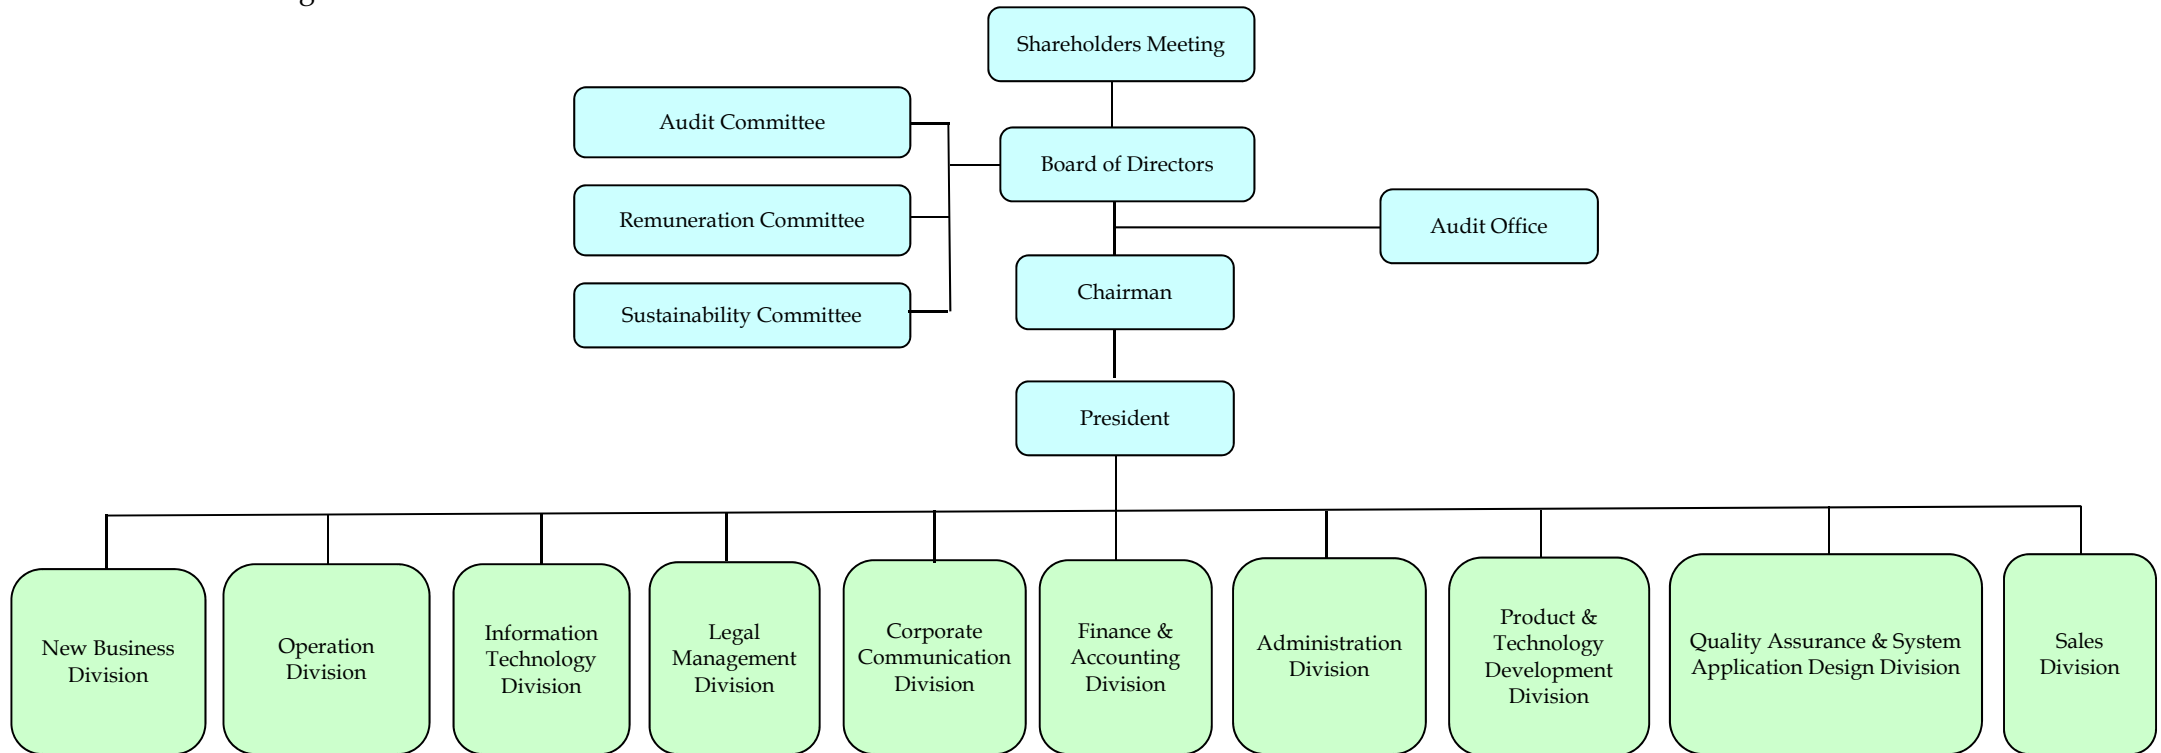 Shareholders Meeting
Audit Committee
Board of Directors
Remuneration Committee
Audit Office
Chairman
Sustainability Committee
President
New Business
Division
Operation
Division
Information
Technology
Division
Legal
Management
Division
Corporate
Communication
Division
Finance &
Accounting
Division
Administration
Division
Product &
Technology
Development
Division
Quality Assurance & System
Application Design Division
Sales
Division